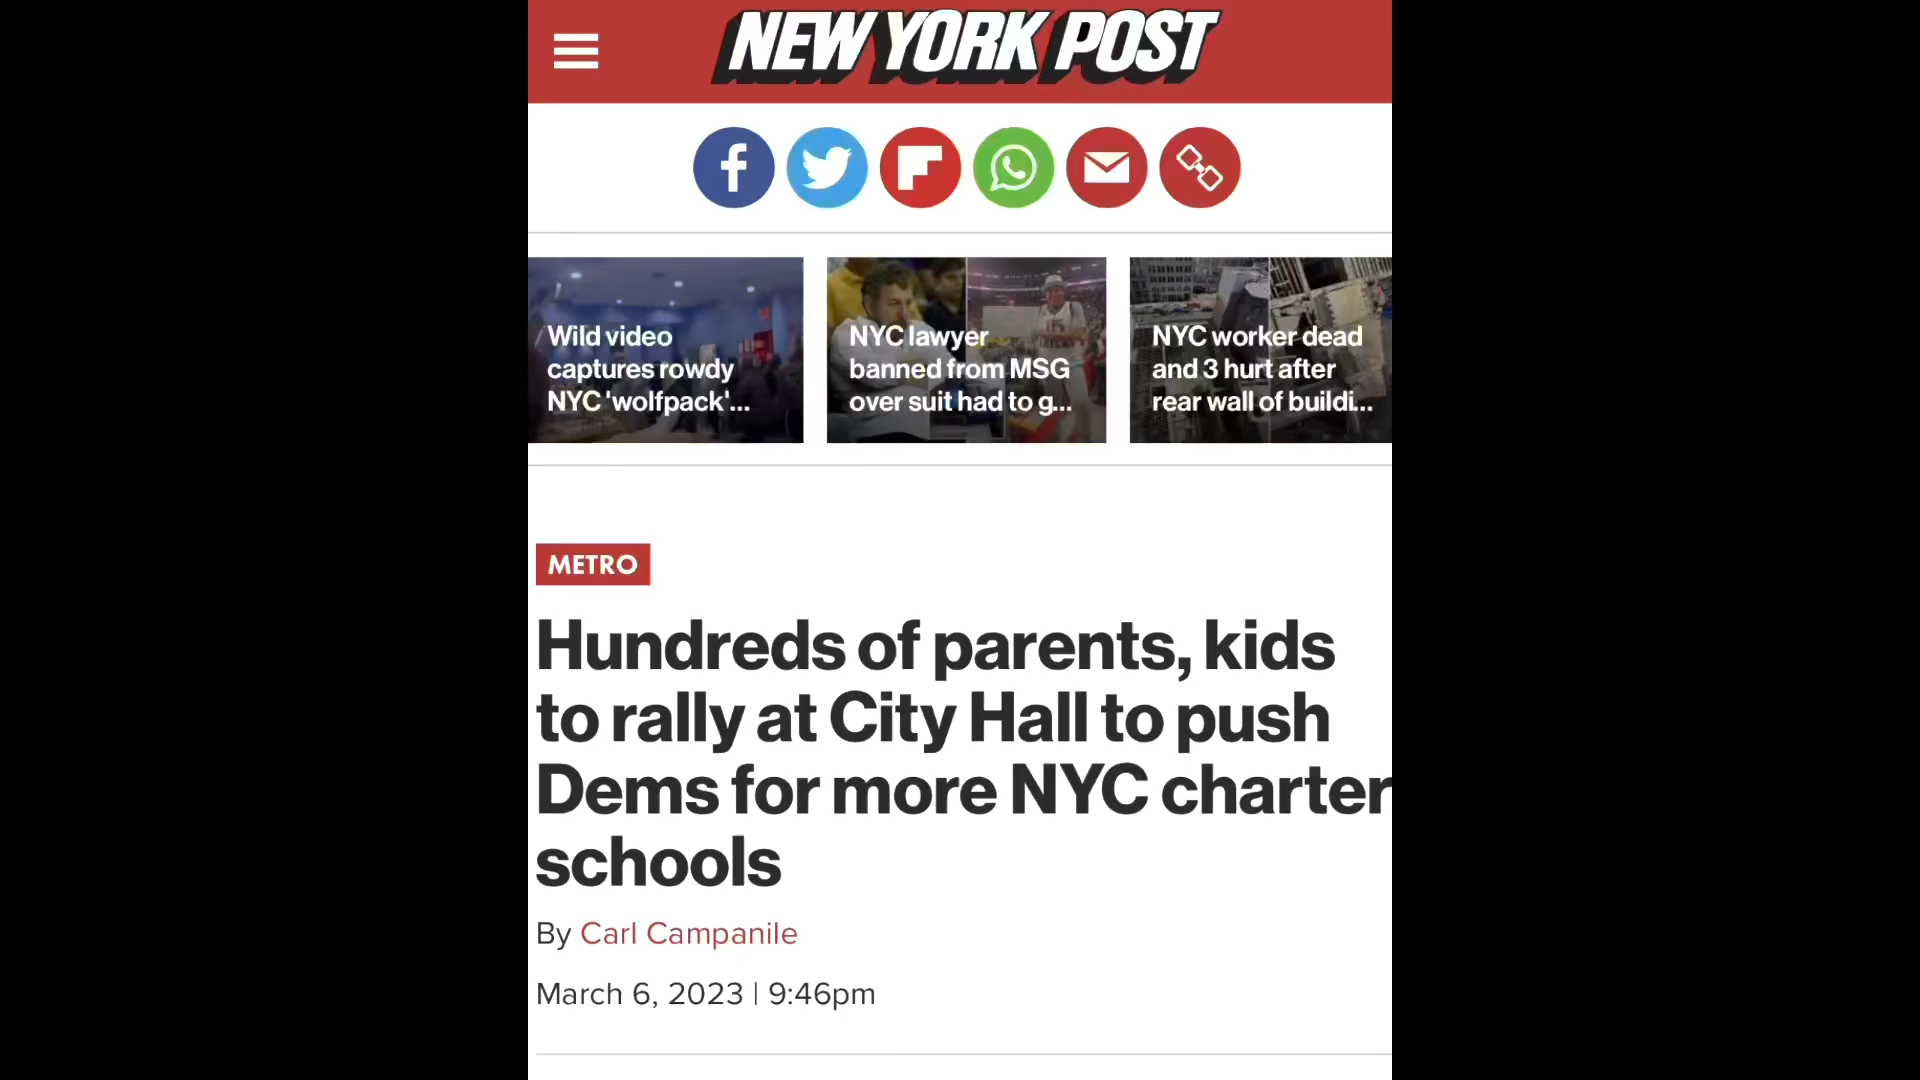 NEW YORK POST
Wild video
captures rowdy
NYC 'wolfpack'...
NYC lawyer
banned from MSG
over suit had to g...
NYC worker dead
and 3 hurt after
rear wall of buildi...
METRO
Hundreds of parents, kids
to rally at City Hall to push
Dems for more NYC charter
schools
By Carl Campanile
March 6, 2023 | 9:46pm